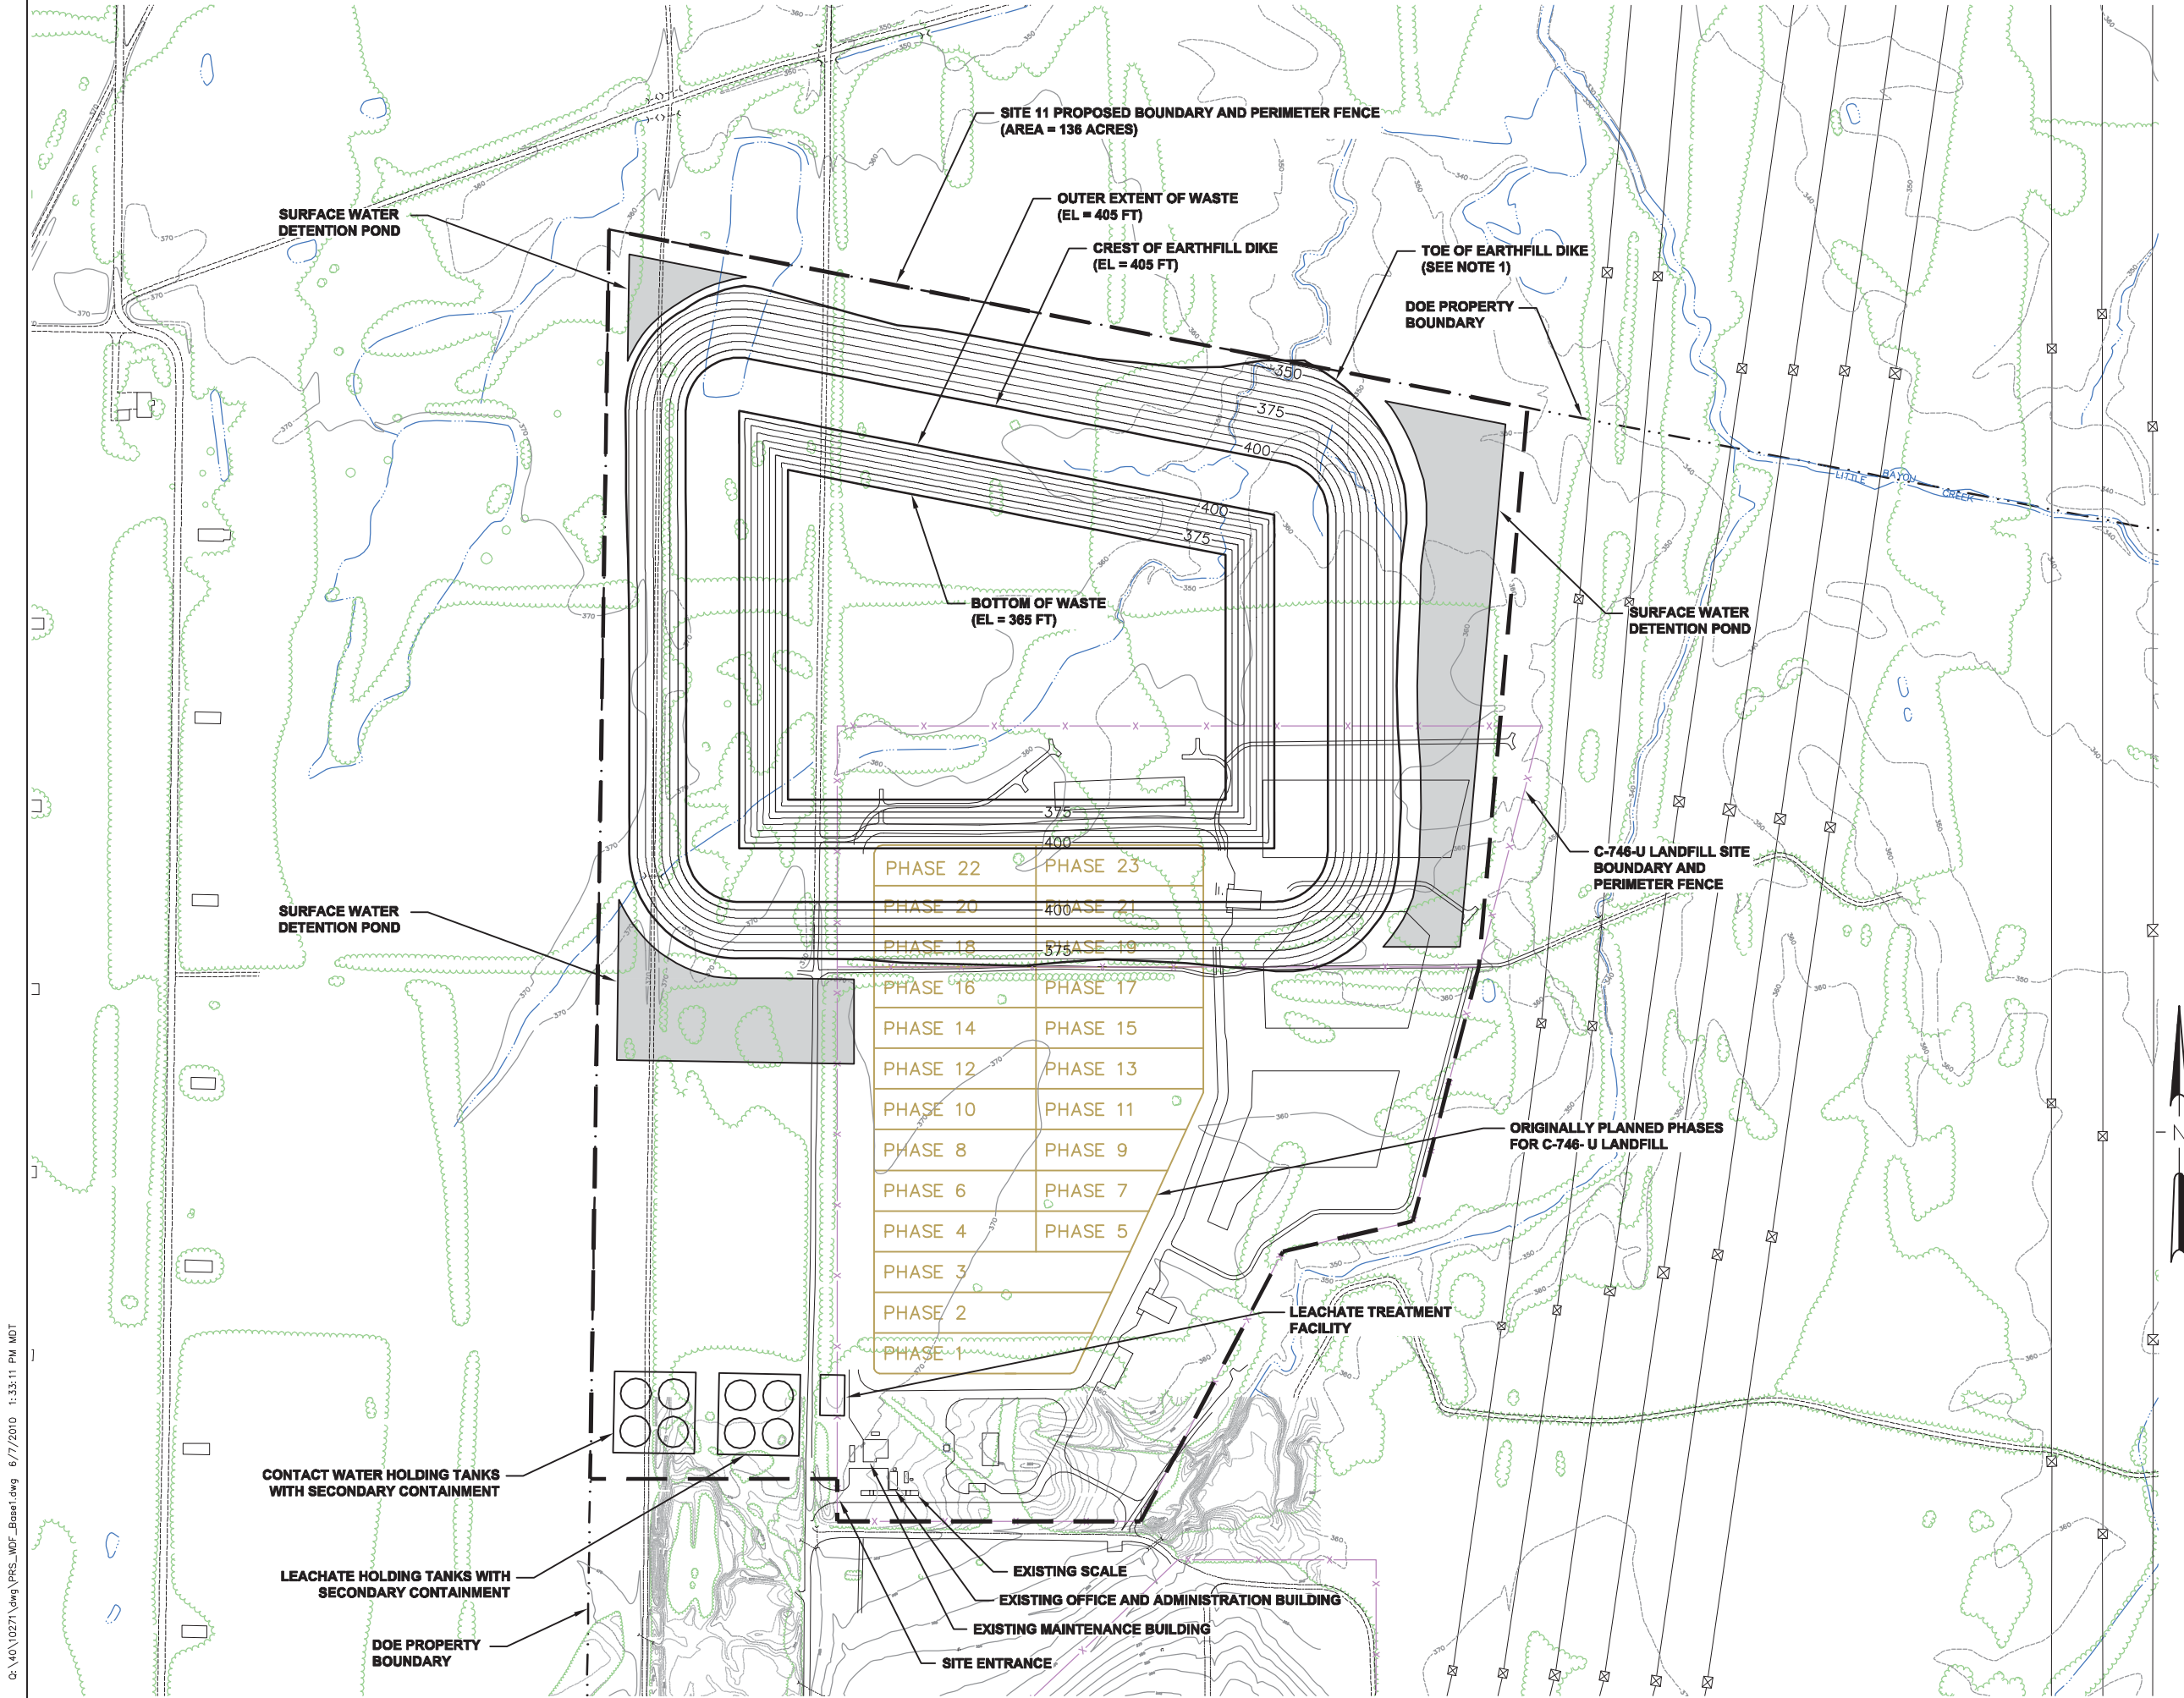 SITE 11 PROPOSED BOUNDARY AND PERIMETER FENCE
(AREA = 136 ACRES)
OUTER EXTENT OF WASTE
(EL = 405 FT)
SURFACE WATER
DETENTION POND
CREST OF EARTHFILL DIKE
(EL = 405 FT)
TOE OF EARTHFILL DIKE
(SEE NOTE 1)
DOE PROPERTY
BOUNDARY
350
375
400
LITTLE BAYOU CREEK
400
375
BOTTOM OF WASTE
(EL = 365 FT)
SURFACE WATER
DETENTION POND
375
400
C-746-U LANDFILL SITE
BOUNDARY AND
PERIMETER FENCE
PHASE 22 PHASE 23
SURFACE WATER
DETENTION POND
PHASE 20 400 PHASE 21
PHASE 18 375 PHASE 19
PHASE 16 PHASE 17
PHASE 14 PHASE 15
PHASE 12 PHASE 13
PHASE 10 PHASE 11
PHASE 8 PHASE 9
PHASE 6 PHASE 7
PHASE 4 PHASE 5
PHASE 3
PHASE 2
PHASE 1
ORIGINALLY PLANNED PHASES
FOR C-746- U LANDFILL
LEACHATE TREATMENT
FACILITY
CONTACT WATER HOLDING TANKS
WITH SECONDARY CONTAINMENT
LEACHATE HOLDING TANKS WITH
SECONDARY CONTAINMENT
DOE PROPERTY
BOUNDARY
EXISTING SCALE
EXISTING OFFICE AND ADMINISTRATION BUILDING
EXISTING MAINTENANCE BUILDING
SITE ENTRANCE
N
Q:\40\10271\dwg\PRS_WDF_Base1.dwg 6/7/2010 1:33:11 PM MDT